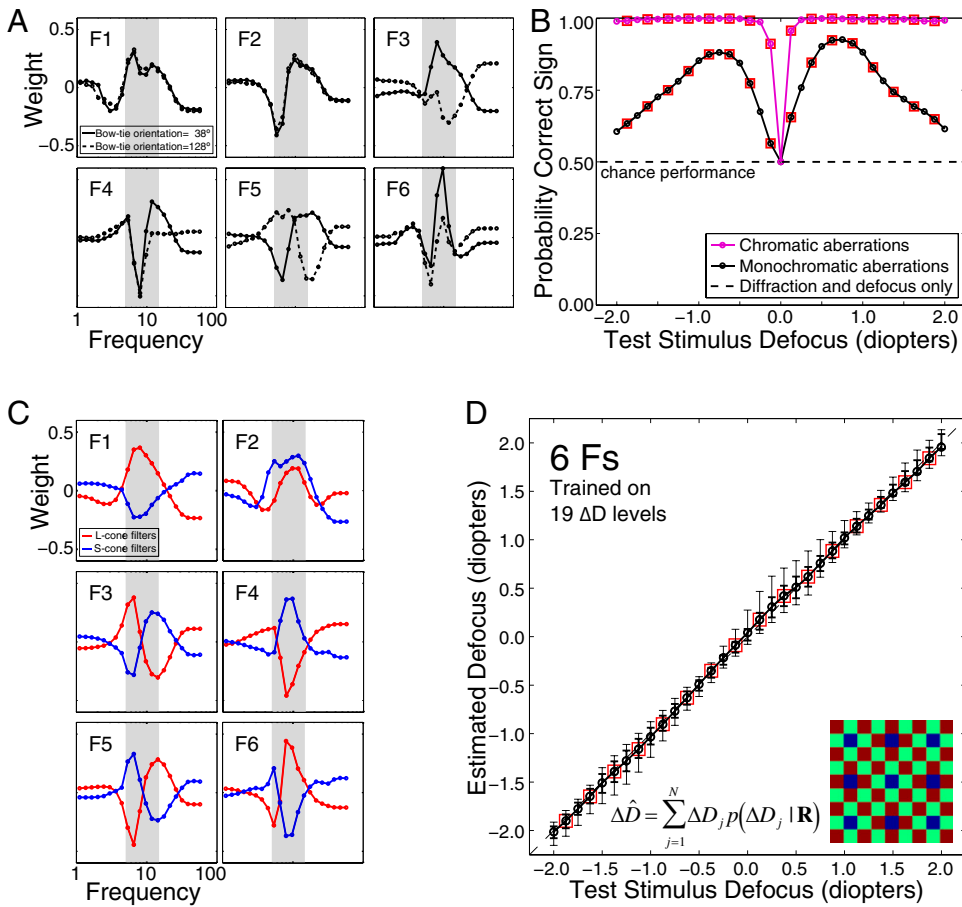 A
F1
F2
F3
Weight
0.5
0
−0.5
Bow-tie orientation= 38º
Bow-tie orientation=128º
F4
F5
F6
1 10 100
Frequency
B
Probability Correct Sign
1.00
0.75
0.50
0.25
0.00
chance performance
Chromatic aberrations
Monochromatic aberrations
Diffraction and defocus only
−2.0 −1.0 0.0 1.0 2.0
Test Stimulus Defocus (diopters)
C
F1
F2
Weight
0.5
0
−0.5
L-cone filters
S-cone filters
F3
F4
F5
F6
1 10 100
Frequency
D
6 Fs
Trained on
19 ΔD levels
Estimated Defocus (diopters)
2.0
1.5
1.0
0.5
0.0
−0.5
−1.0
−1.5
−2.0
ΔD̂ = ∑ΔD_j p(ΔD_j | R)
N
j=1
−2.0 −1.5 −1.0 −0.5 0.0 0.5 1.0 1.5 2.0
Test Stimulus Defocus (diopters)